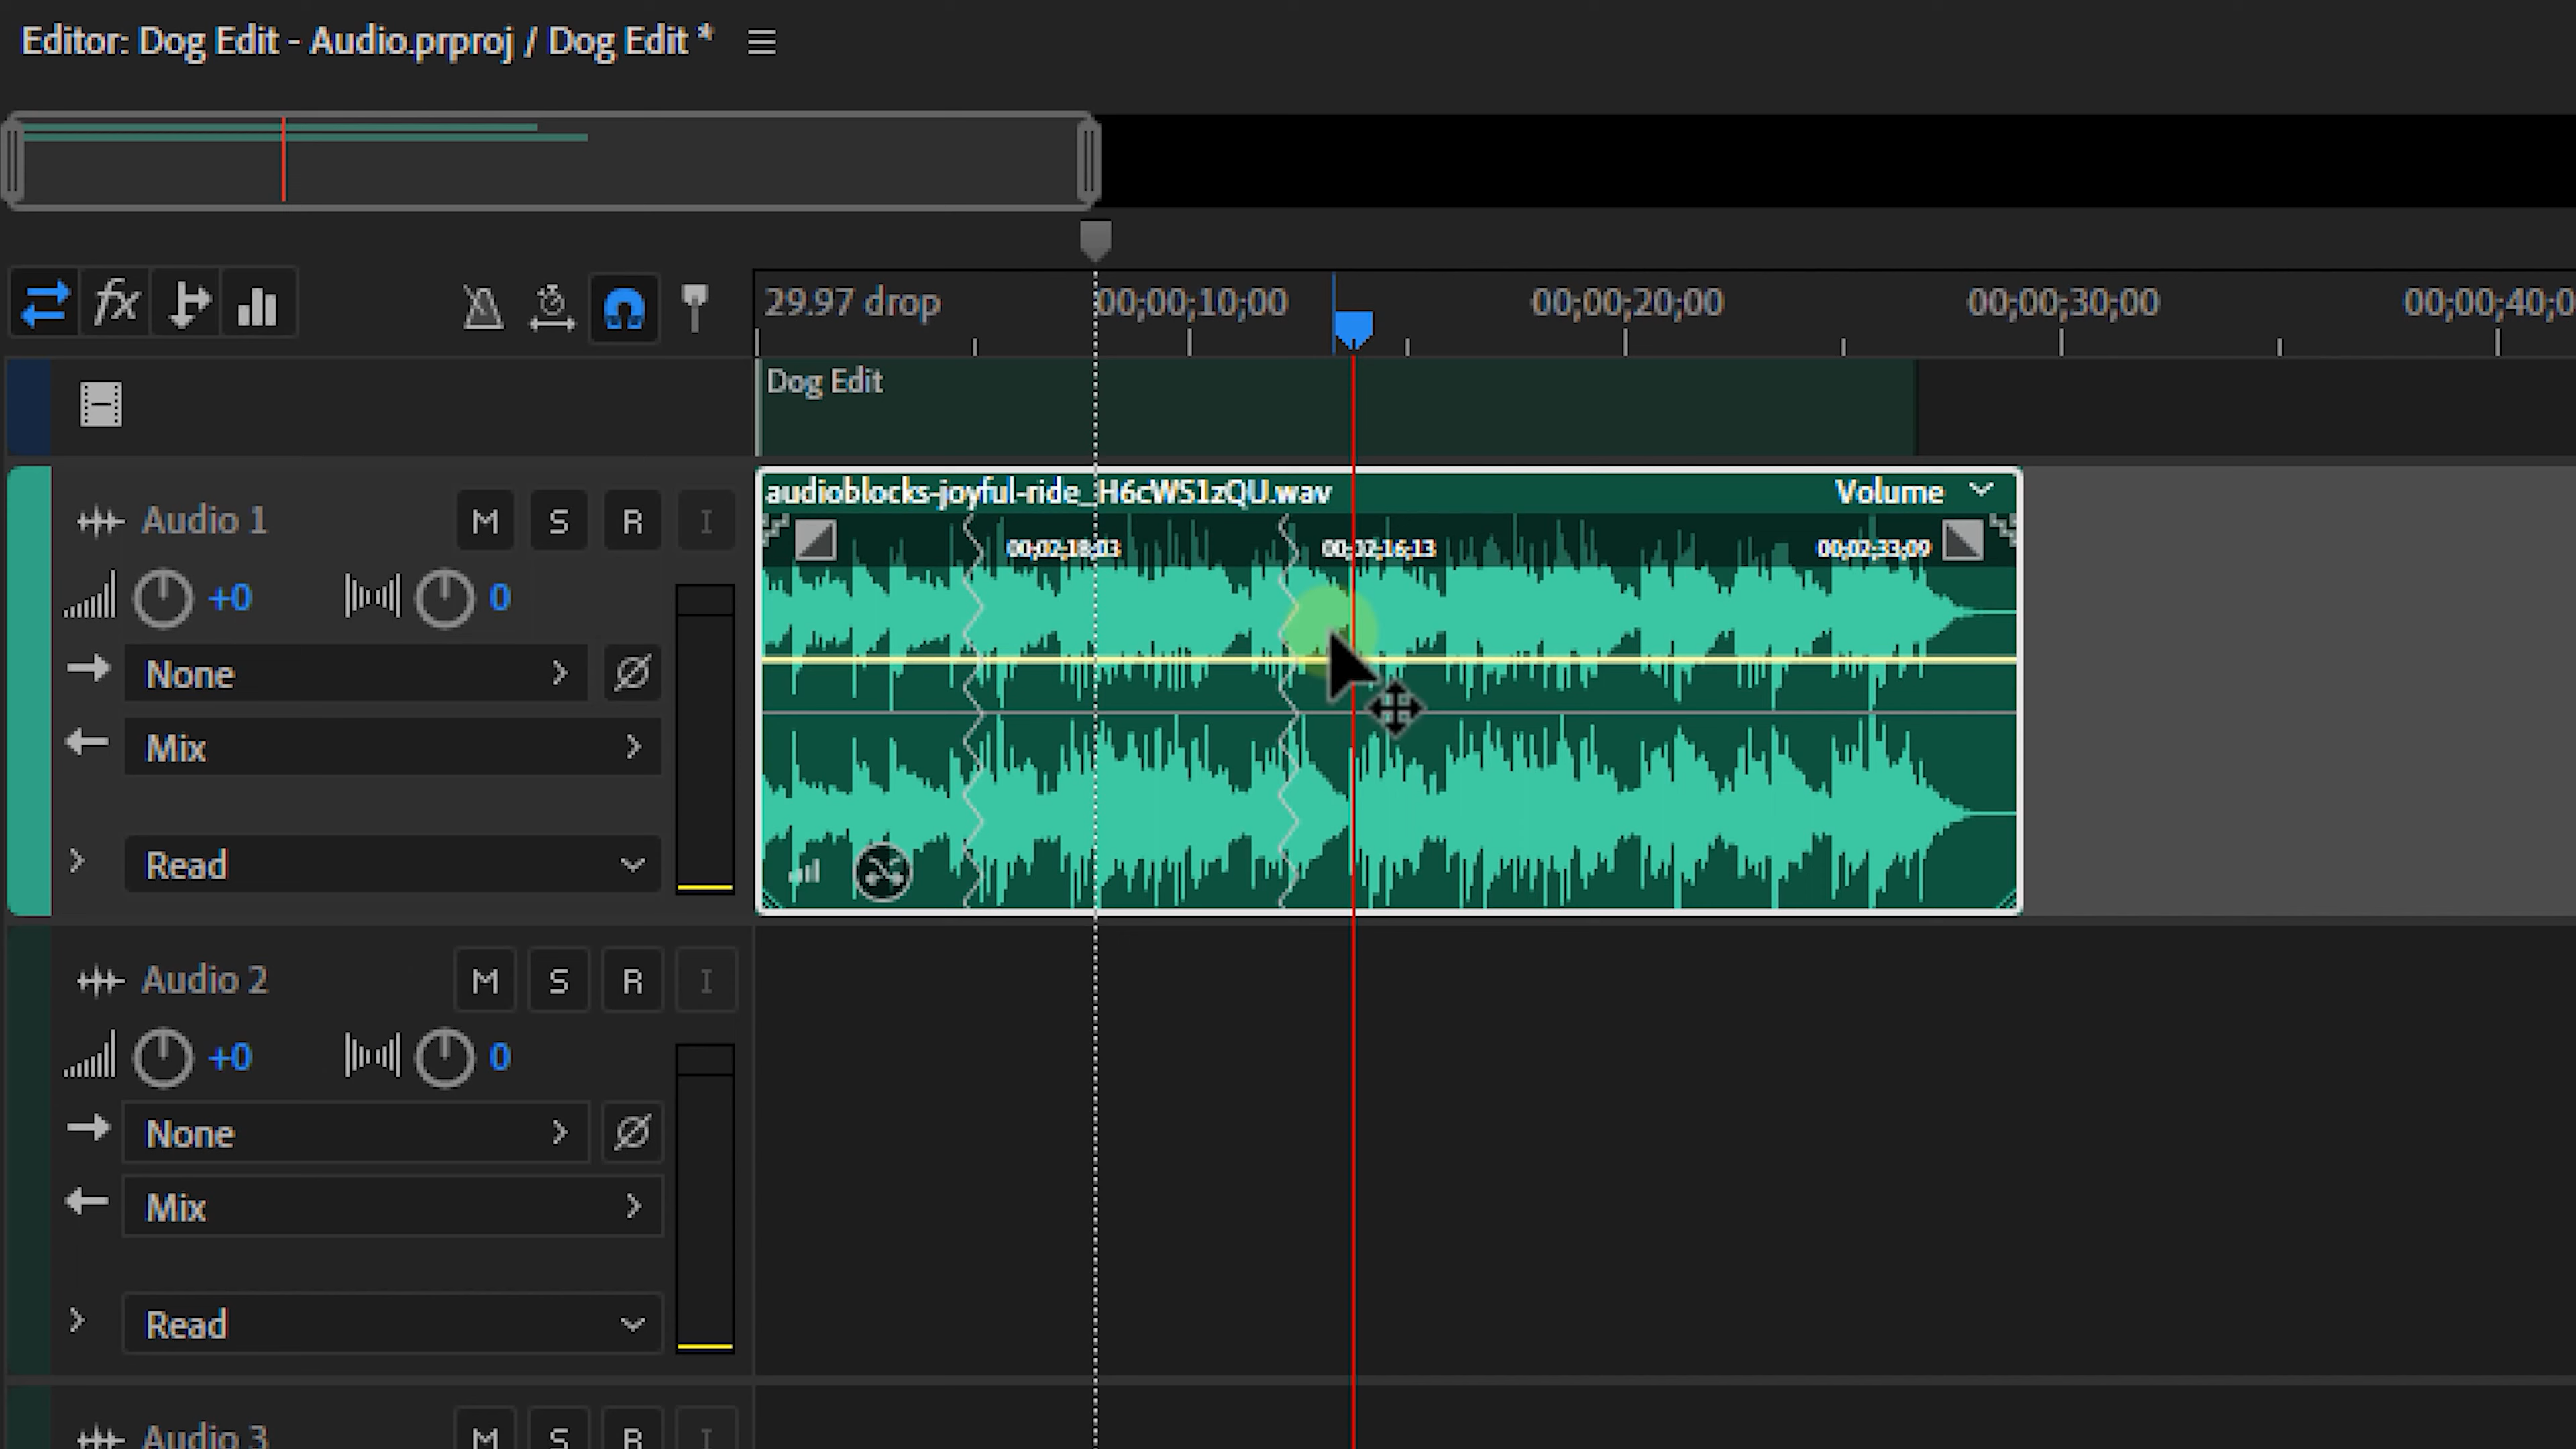 Editor: Dog Edit - Audio.prproj / Dog Edit *
fx
29.97 drop 00;00;10;00 00;00;20;00 00;00;30;00 00;00;40;0
Dog Edit
audioblocks-joyful-ride_H6cWS1zQU.wav Volume
00;02;18;03 00;02;16;13 00;02;33;09
Audio 1 M S R I
+0 0
None
Mix
Read
Audio 2 M S R I
+0 0
None
Mix
Read
Audio 3 M S R I